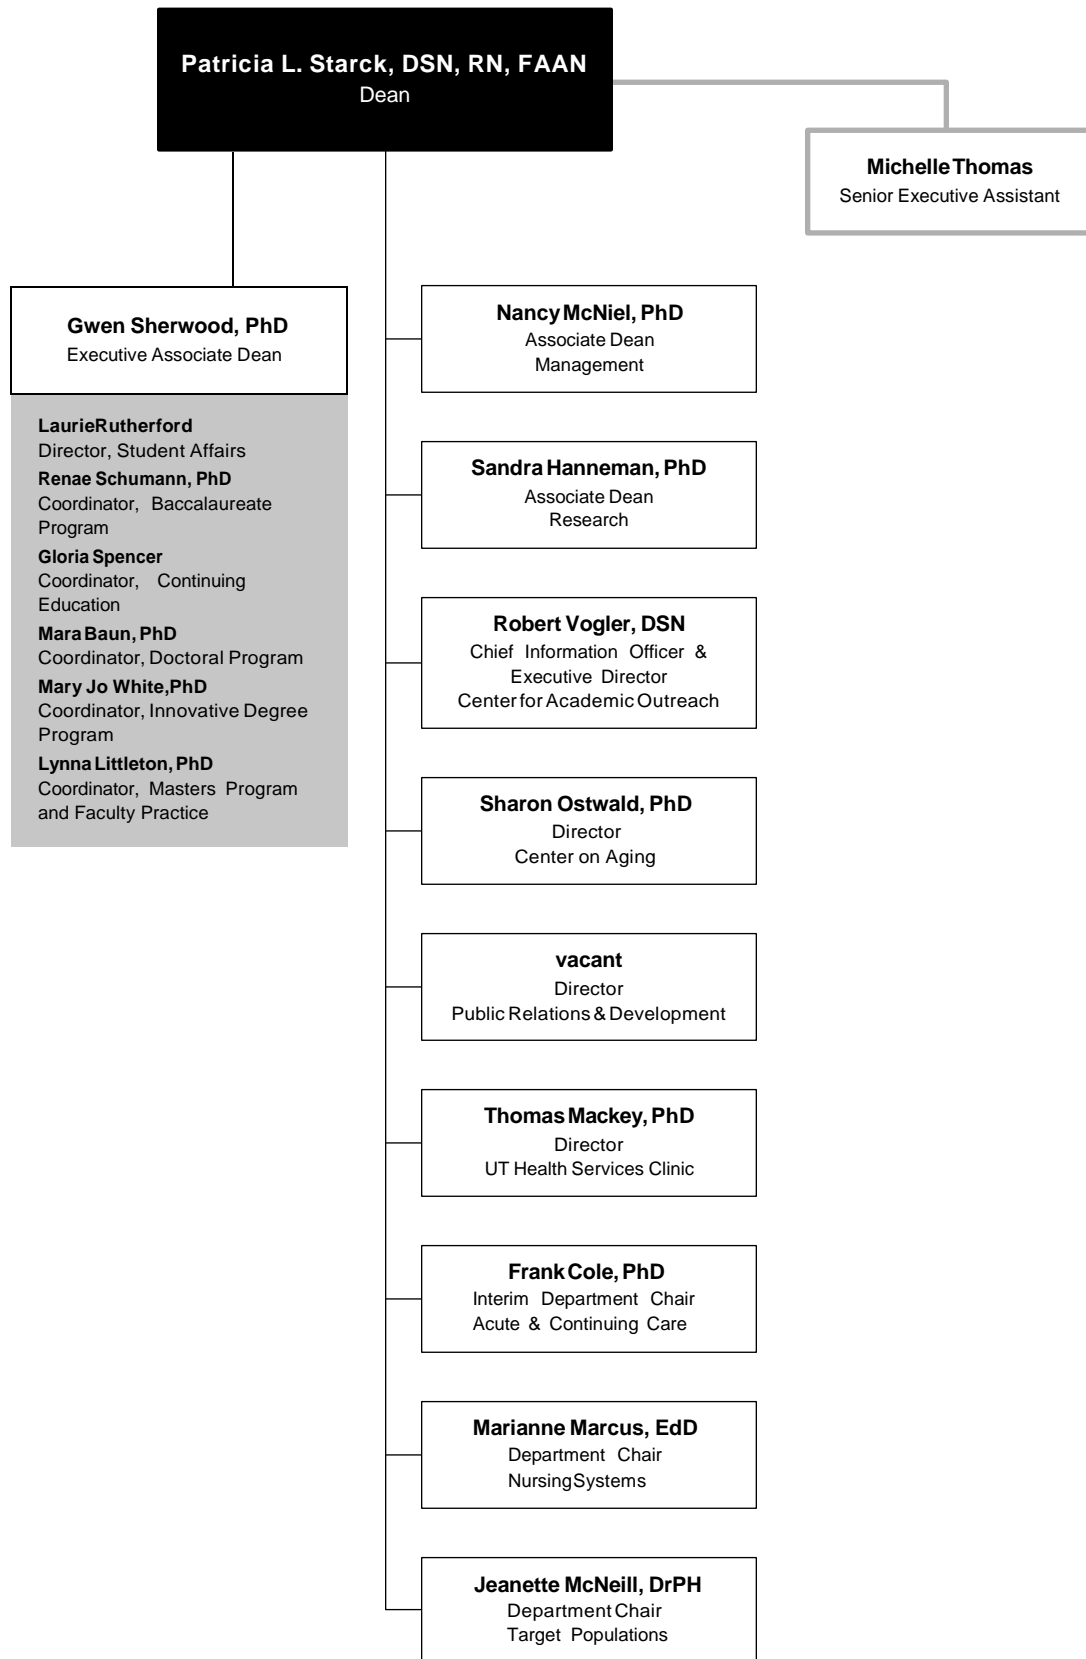 Patricia L. Starck, DSN, RN, FAAN
Dean
Michelle Thomas
Senior Executive Assistant
Gwen Sherwood, PhD
Executive Associate Dean
Laurie Rutherford
Director, Student Affairs
Renae Schumann, PhD
Coordinator, Baccalaureate
Program
Gloria Spencer
Coordinator, Continuing
Education
Mara Baun, PhD
Coordinator, Doctoral Program
Mary Jo White, PhD
Coordinator, Innovative Degree
Program
Lynna Littleton, PhD
Coordinator, Masters Program
and Faculty Practice
Nancy McNiel, PhD
Associate Dean
Management
Sandra Hanneman, PhD
Associate Dean
Research
Robert Vogler, DSN
Chief Information Officer &
Executive Director
Center for Academic Outreach
Sharon Ostwald, PhD
Director
Center on Aging
vacant
Director
Public Relations & Development
Thomas Mackey, PhD
Director
UT Health Services Clinic
Frank Cole, PhD
Interim Department Chair
Acute & Continuing Care
Marianne Marcus, EdD
Department Chair
Nursing Systems
Jeanette McNeill, DrPH
Department Chair
Target Populations